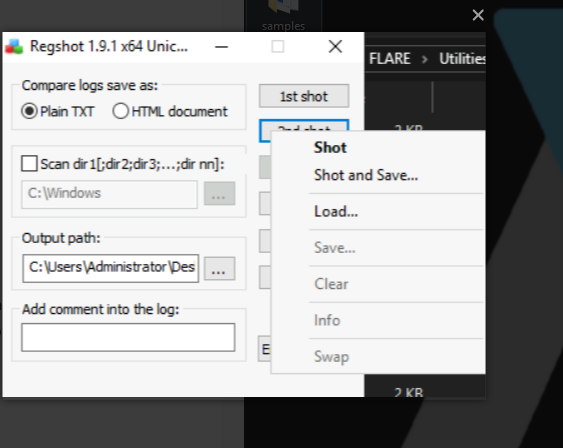 samples
Regshot 1.9.1 x64 Unic...
FLARE > Utilities
Compare logs save as:
Plain TXT
HTML document
1st shot
2nd shot
2 KB
Shot
Scan dir1[;dir2;dir3;...;dir nn]:
Shot and Save...
C:\Windows
...
Load...
Output path:
Save...
C:\Users\Administrator\Des
...
Clear
Add comment into the log:
Info
Swap
2 KB